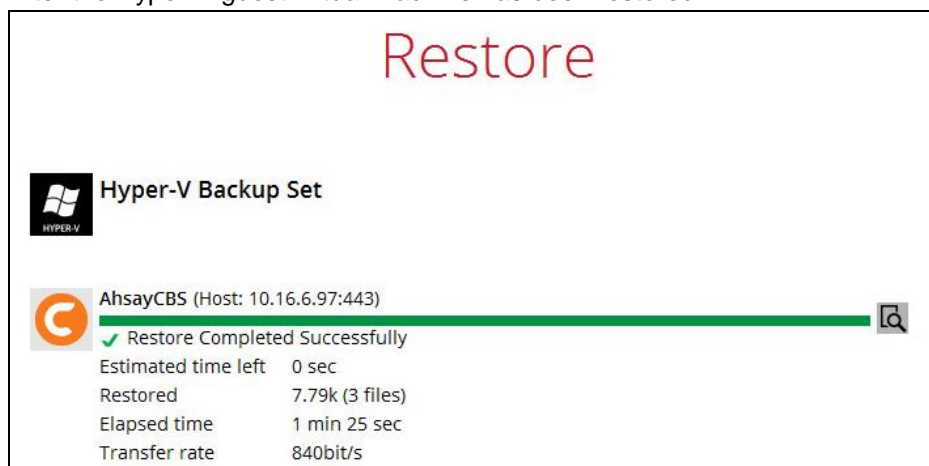 Restore
Hyper-V Backup Set
HYPER-V
AhsayCBS (Host: 10.16.6.97:443)
Restore Completed Successfully
Estimated time left 0 sec
Restored 7.79k (3 files)
Elapsed time 1 min 25 sec
Transfer rate 840bit/s